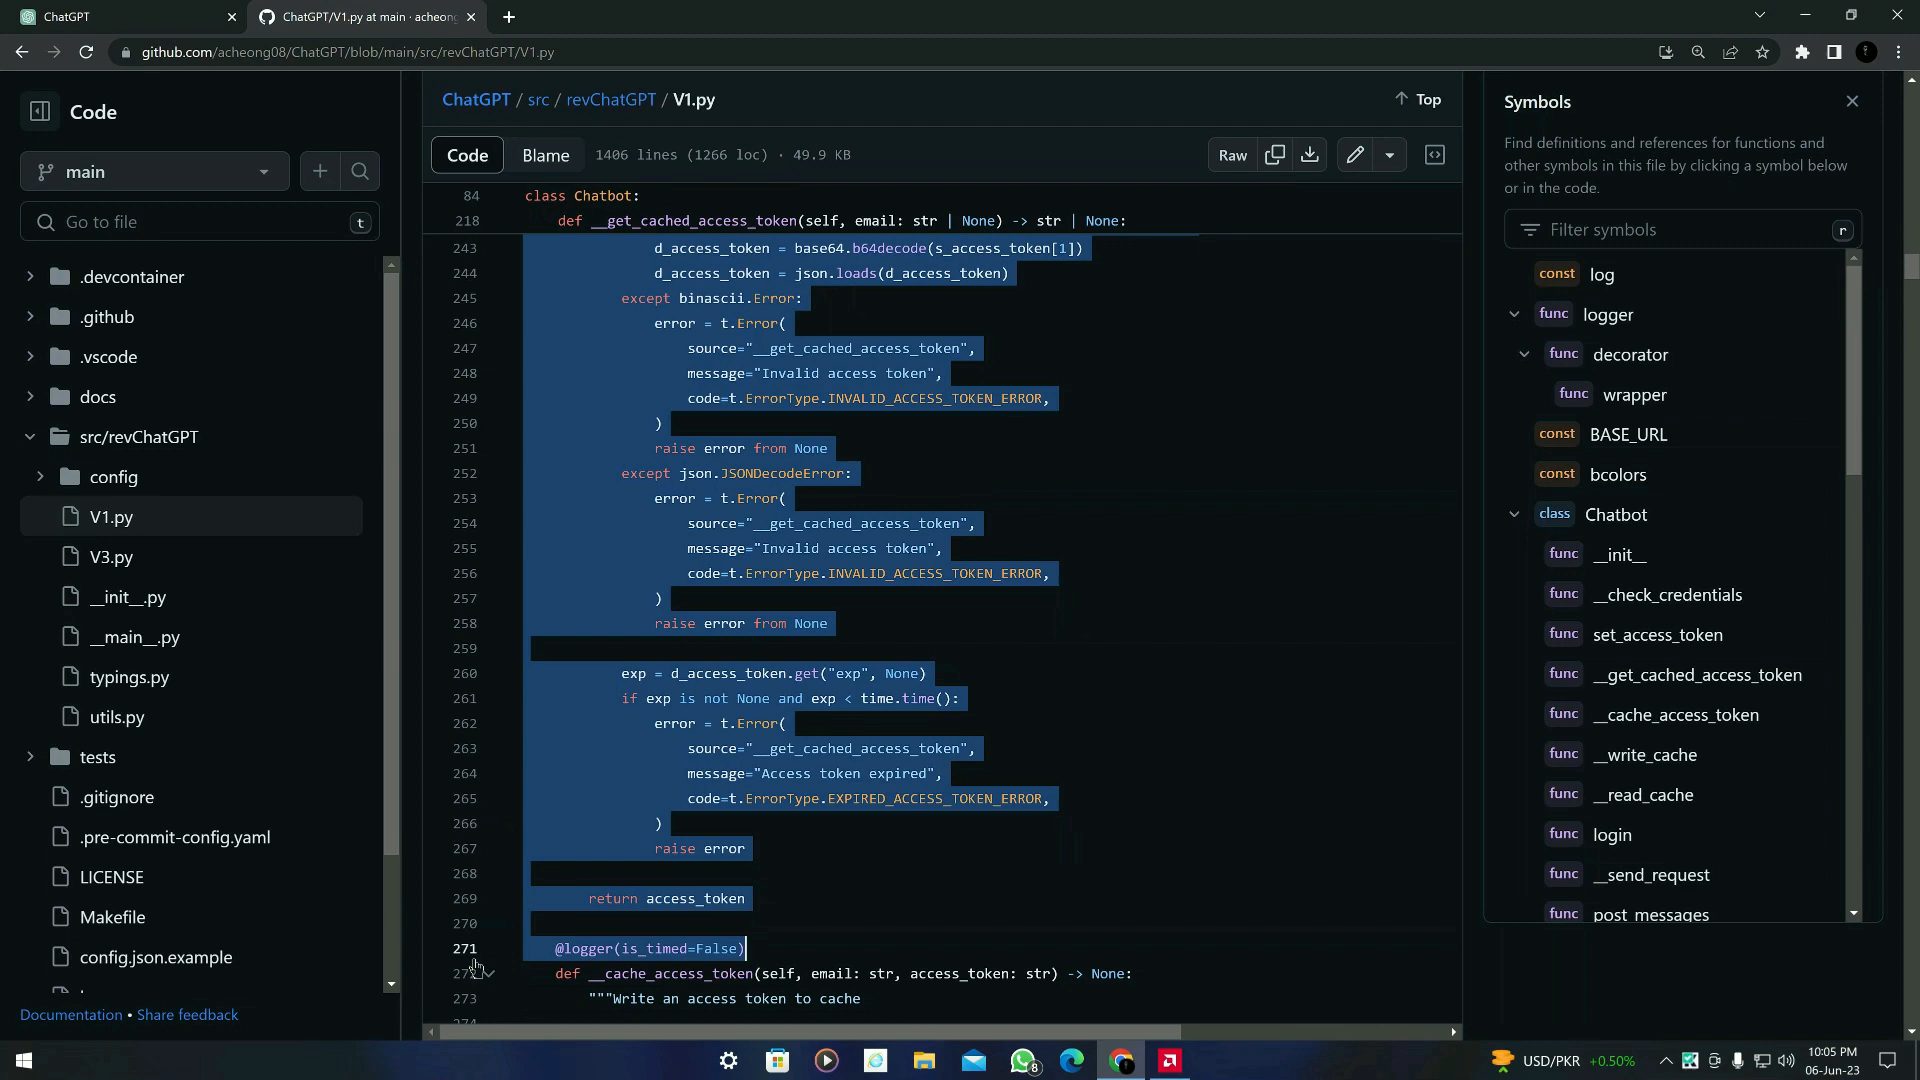 ChatGPT
ChatGPT/V1.py at main · acheong
github.com/acheong08/ChatGPT/blob/main/src/revChatGPT/V1.py
Code
main
Go to file
t
.devcontainer
.github
.vscode
docs
src/revChatGPT
config
V1.py
V3.py
__init__.py
__main__.py
typings.py
utils.py
tests
.gitignore
.pre-commit-config.yaml
LICENSE
Makefile
config.json.example
Documentation • Share feedback
ChatGPT / src / revChatGPT / V1.py
Top
Code
Blame
1406 lines (1266 loc) · 49.9 KB
Raw
84 class Chatbot:
218 def __get_cached_access_token(self, email: str | None) -> str | None:
243 d_access_token = base64.b64decode(s_access_token[1])
244 d_access_token = json.loads(d_access_token)
245 except binascii.Error:
246 error = t.Error(
247 source="__get_cached_access_token",
248 message="Invalid access token",
249 code=t.ErrorType.INVALID_ACCESS_TOKEN_ERROR,
250 )
251 raise error from None
252 except json.JSONDecodeError:
253 error = t.Error(
254 source="__get_cached_access_token",
255 message="Invalid access token",
256 code=t.ErrorType.INVALID_ACCESS_TOKEN_ERROR,
257 )
258 raise error from None
259
260 exp = d_access_token.get("exp", None)
261 if exp is not None and exp < time.time():
262 error = t.Error(
263 source="__get_cached_access_token",
264 message="Access token expired",
265 code=t.ErrorType.EXPIRED_ACCESS_TOKEN_ERROR,
266 )
267 raise error
268
269 return access_token
270
271 @logger(is_timed=False)
272 def __cache_access_token(self, email: str, access_token: str) -> None:
273 """Write an access token to cache
274
Symbols
Find definitions and references for functions and
other symbols in this file by clicking a symbol below
or in the code.
Filter symbols
r
const log
func logger
func decorator
func wrapper
const BASE_URL
const bcolors
class Chatbot
func __init__
func __check_credentials
func set_access_token
func __get_cached_access_token
func __cache_access_token
func __write_cache
func __read_cache
func login
func __send_request
func post_messages
8
USD/PKR +0.50%
10:05 PM
06-Jun-23